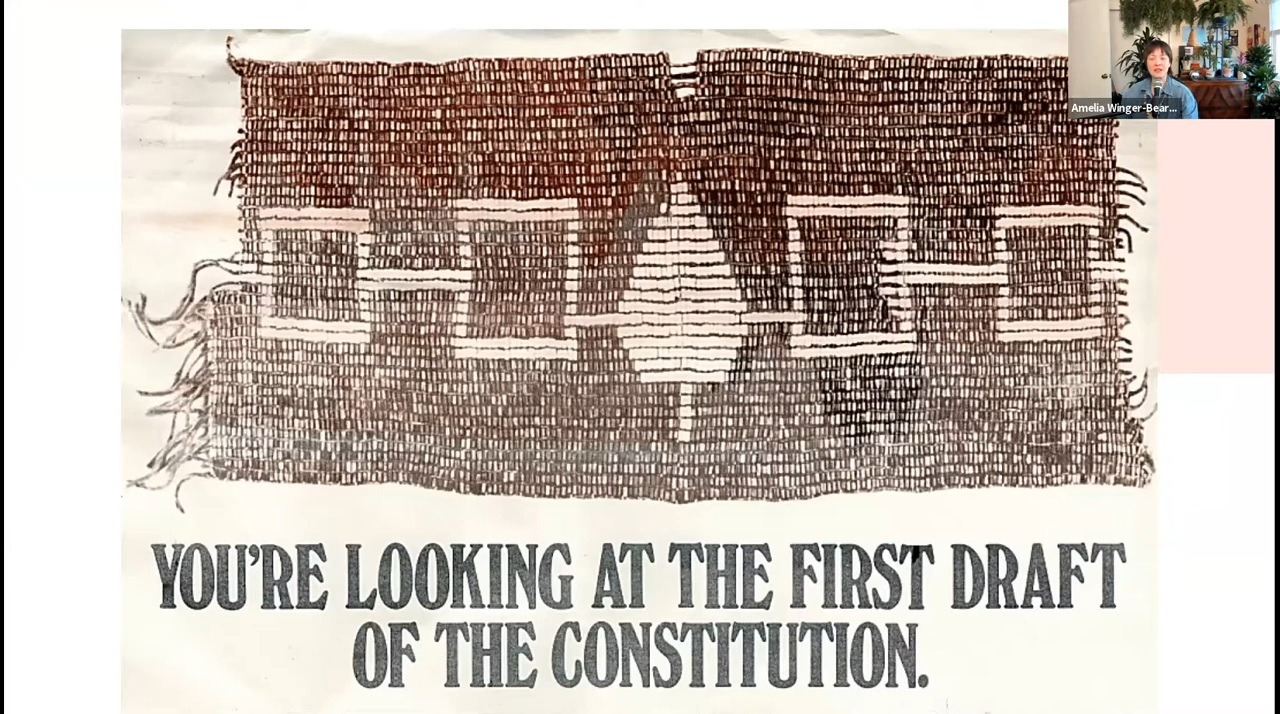 Amelia Winger-Bear...
YOU'RE LOOKING AT THE FIRST DRAFT
OF THE CONSTITUTION.